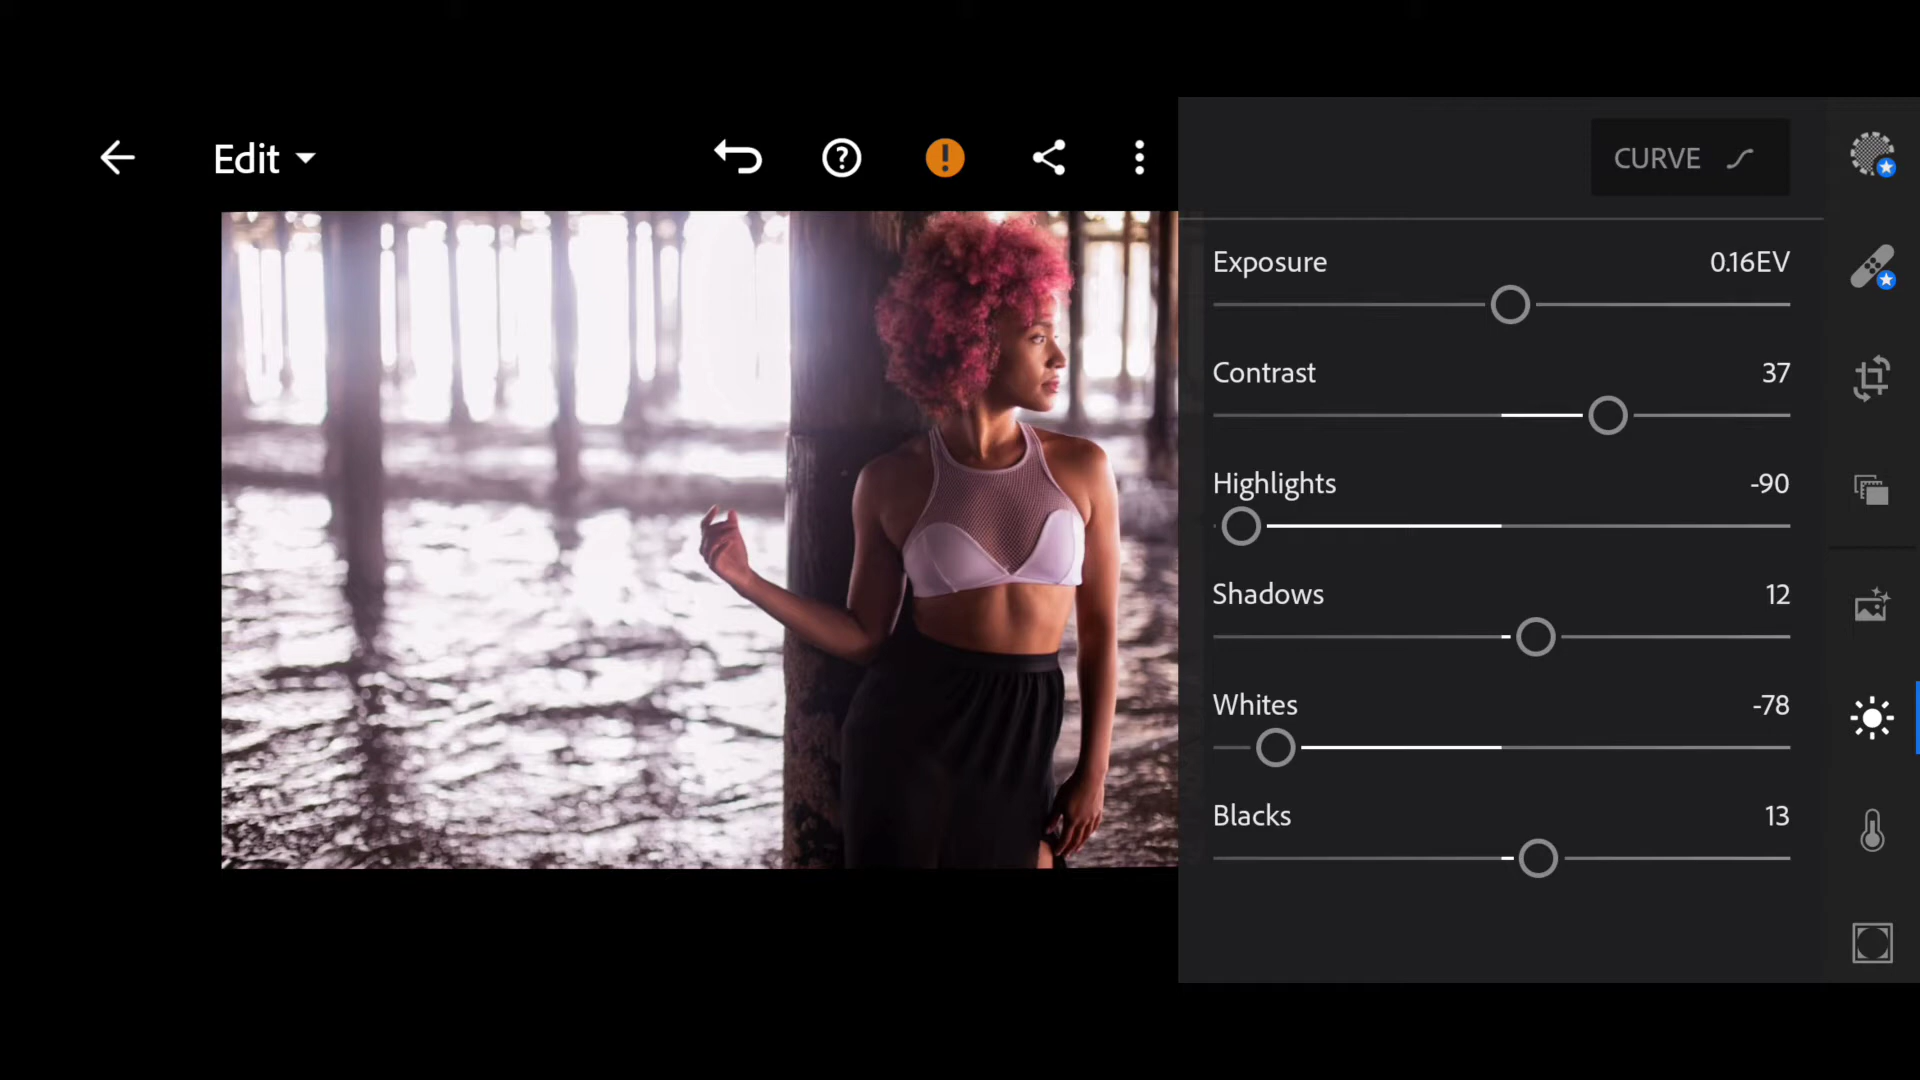 Edit
CURVE
Exposure 0.16EV
Contrast 37
Highlights -90
Shadows 12
Whites -78
Blacks 13